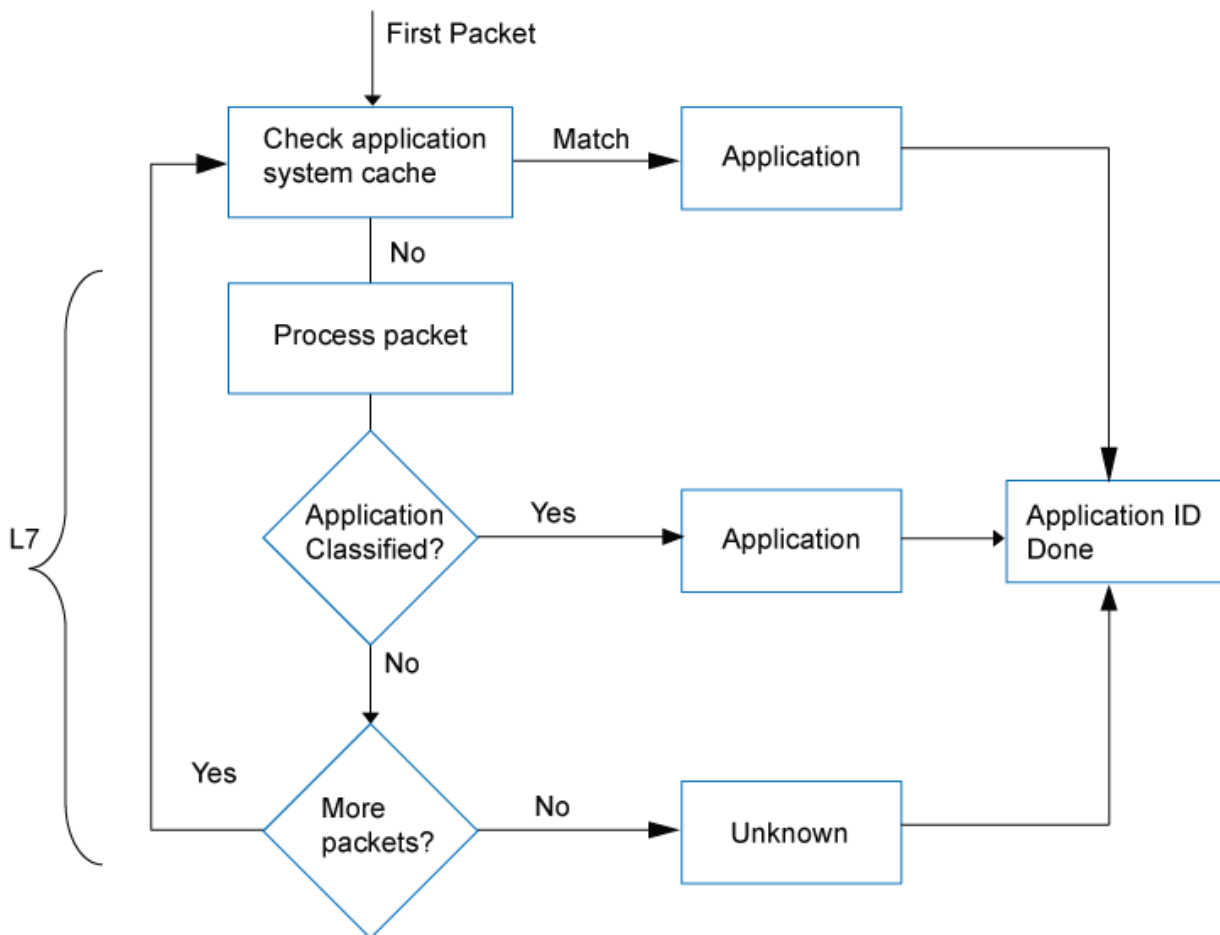 First Packet
Check application
system cache
Match
Application
No
Process packet
L7
Application
Classified?
Yes
Application
Application ID
Done
No
Yes
More
packets?
No
Unknown